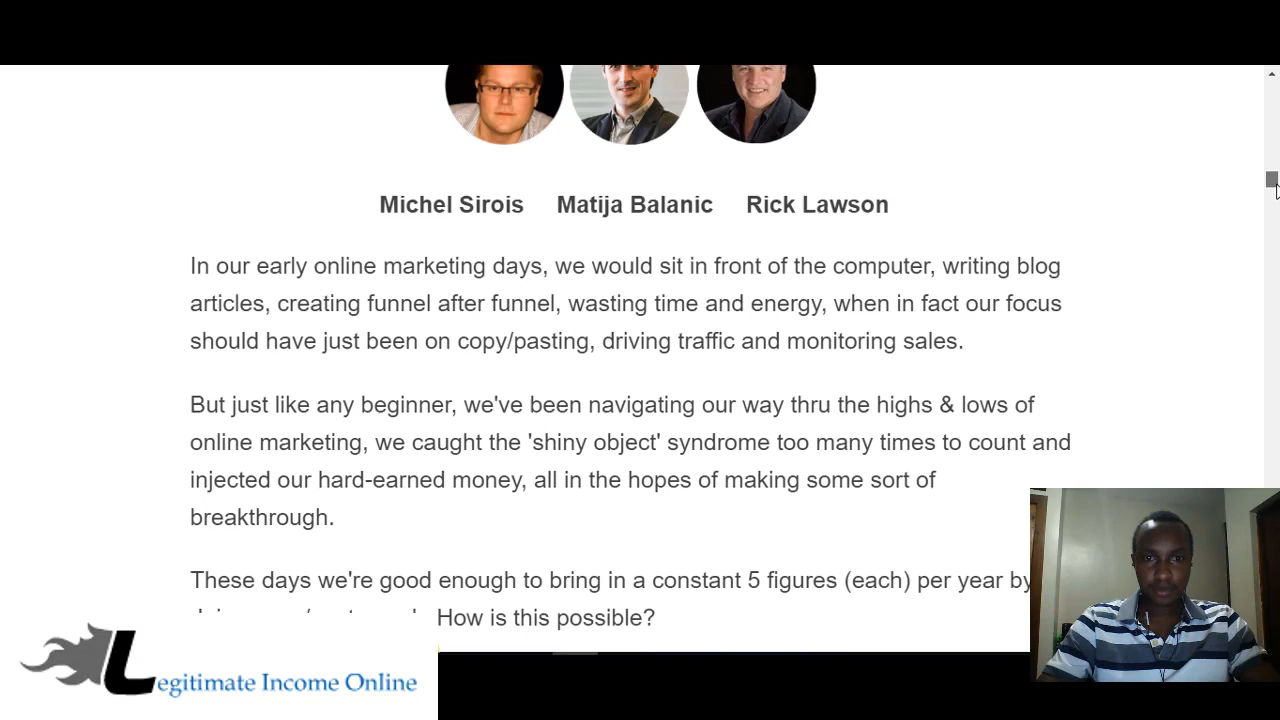 Michel Sirois Matija Balanic Rick Lawson
In our early online marketing days, we would sit in front of the computer, writing blog
articles, creating funnel after funnel, wasting time and energy, when in fact our focus
should have just been on copy/pasting, driving traffic and monitoring sales.
But just like any beginner, we've been navigating our way thru the highs & lows of
online marketing, we caught the 'shiny object' syndrome too many times to count and
injected our hard-earned money, all in the hopes of making some sort of
breakthrough.
These days we're good enough to bring in a constant 5 figures (each) per year by
How is this possible?
Legitimate Income Online